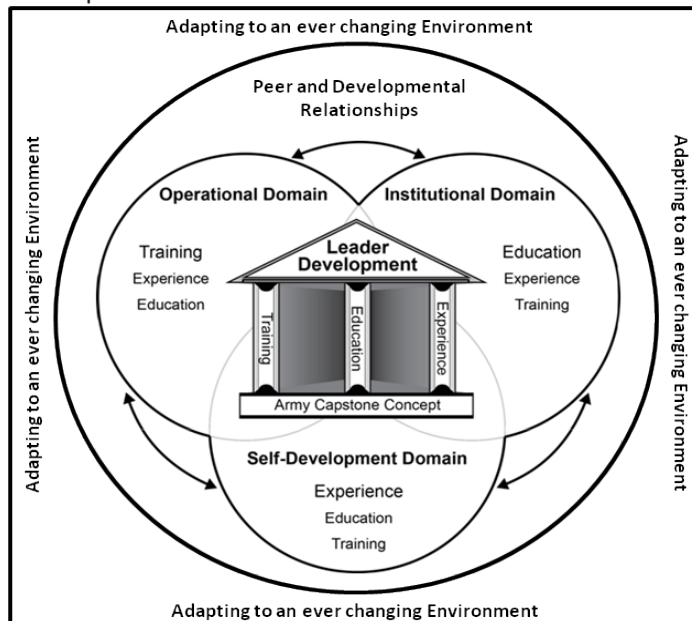 Adapting to an ever changing Environment
Peer and Developmental
Relationships
Adapting to an ever changing Environment
Adapting to an ever changing Environment
Operational Domain
Training
Experience
Education
Institutional Domain
Education
Experience
Training
Leader
Development
Training
Education
Experience
Army Capstone Concept
Self-Development Domain
Experience
Education
Training
Adapting to an ever changing Environment